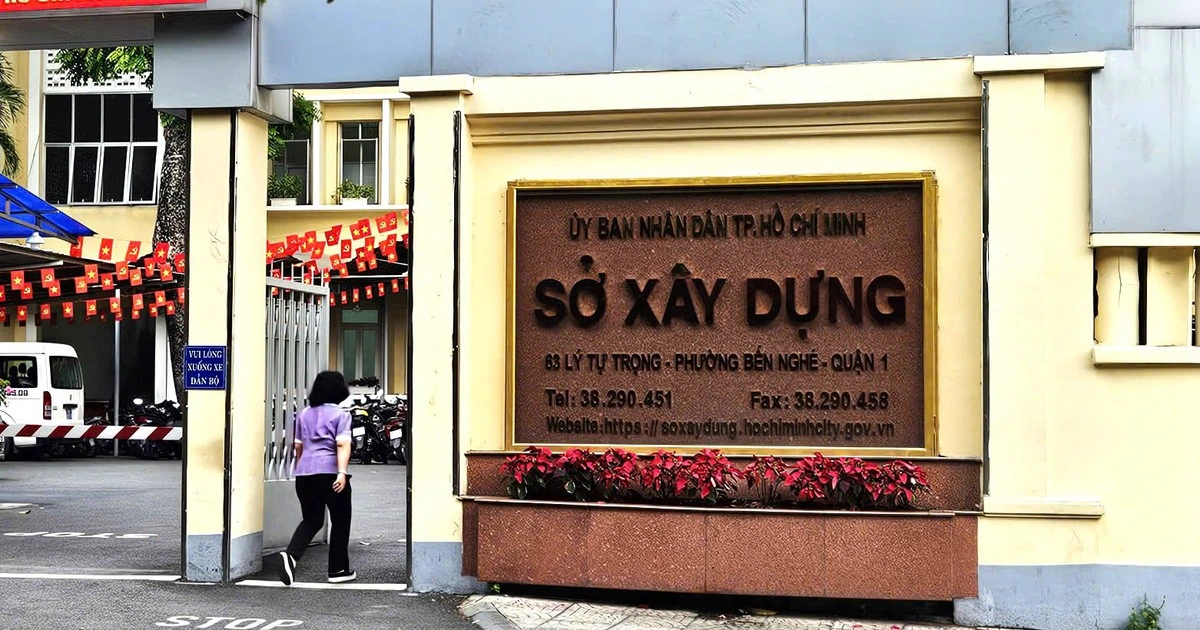 ỦY BAN NHÂN DÂN TP. HỒ CHÍ MINH
SỞ XÂY DỰNG
63 LÝ TỰ TRỌNG - PHƯỜNG BẾN NGHÉ - QUẬN 1
Tel: 38.290.451 Fax: 38.290.458
Website: https://soxaydung.hochiminhcity.gov.vn
VUI LÒNG
XUỐNG XE
DẪN BỘ
STOP
STOP